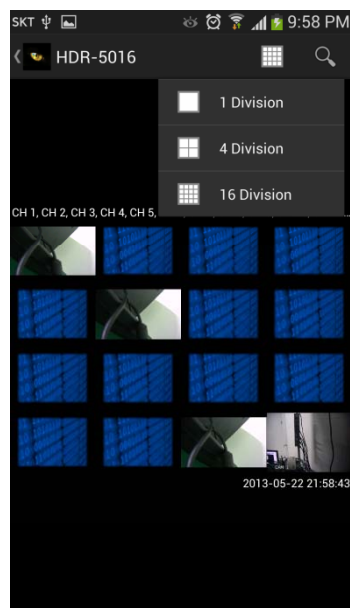 SKT 9:58 PM
HDR-5016
1 Division
4 Division
16 Division
CH 1, CH 2, CH 3, CH 4, CH 5,
2013-05-22 21:58:43